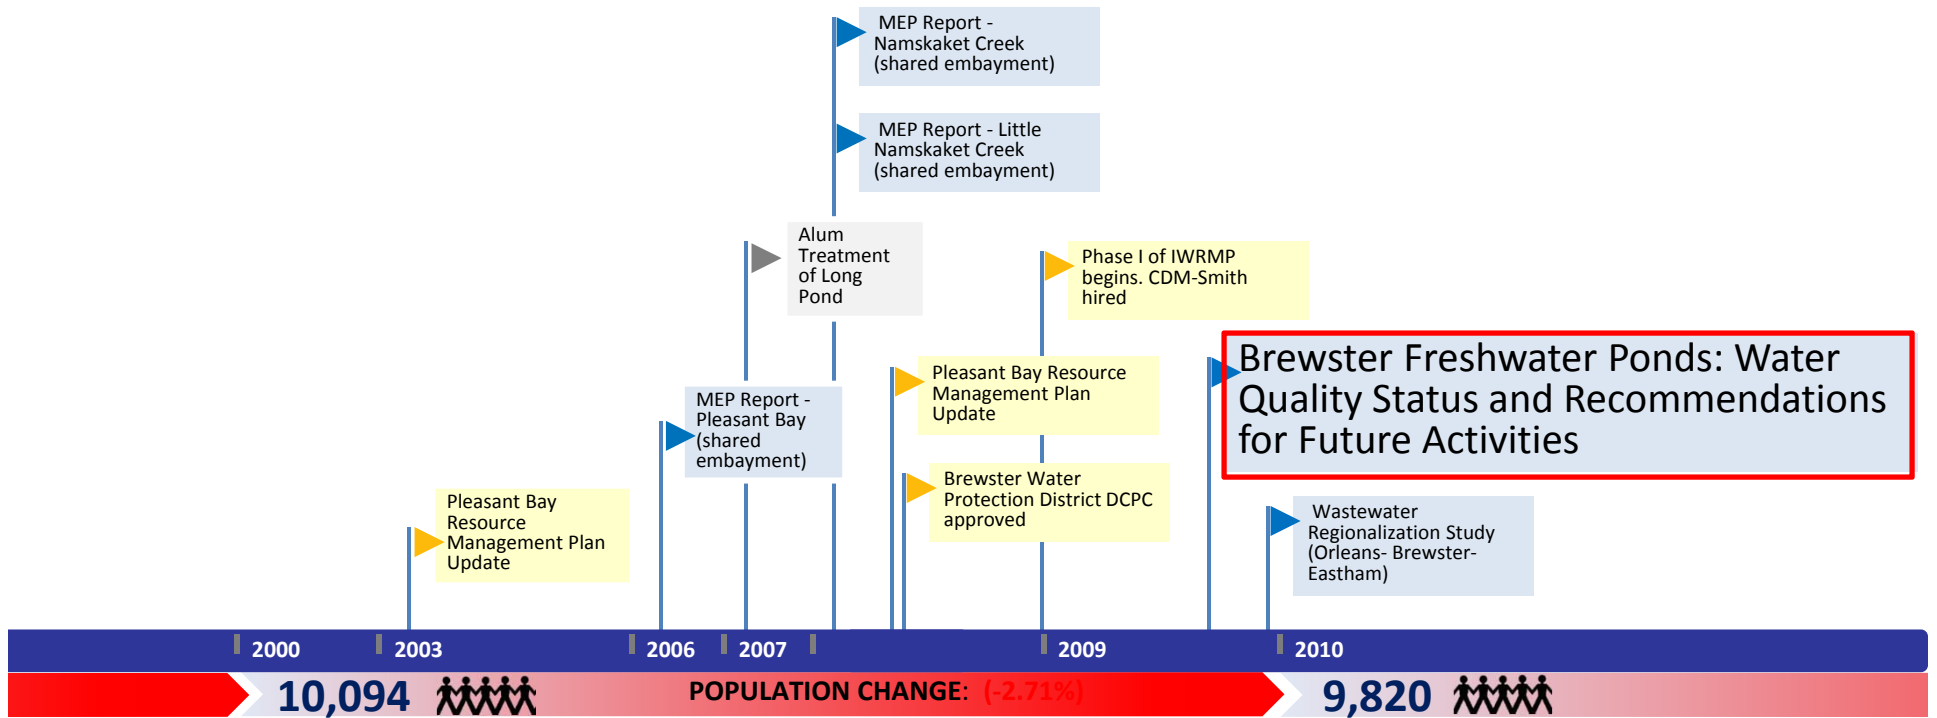 MEP Report -
Namskaket Creek
(shared embayment)
MEP Report - Little
Namskaket Creek
(shared embayment)
Alum
Treatment
of Long
Pond
Phase I of IWRMP
begins. CDM-Smith
hired
Brewster Freshwater Ponds: Water
Quality Status and Recommendations
for Future Activities
Pleasant Bay Resource
Management Plan
Update
MEP Report -
Pleasant Bay
(shared
embayment)
Brewster Water
Protection District DCPC
approved
Pleasant Bay
Resource
Management Plan
Update
Wastewater
Regionalization Study
(Orleans- Brewster-
Eastham)
2000 2003 2006 2007 2009 2010
10,094 POPULATION CHANGE: (-2.71%) 9,820